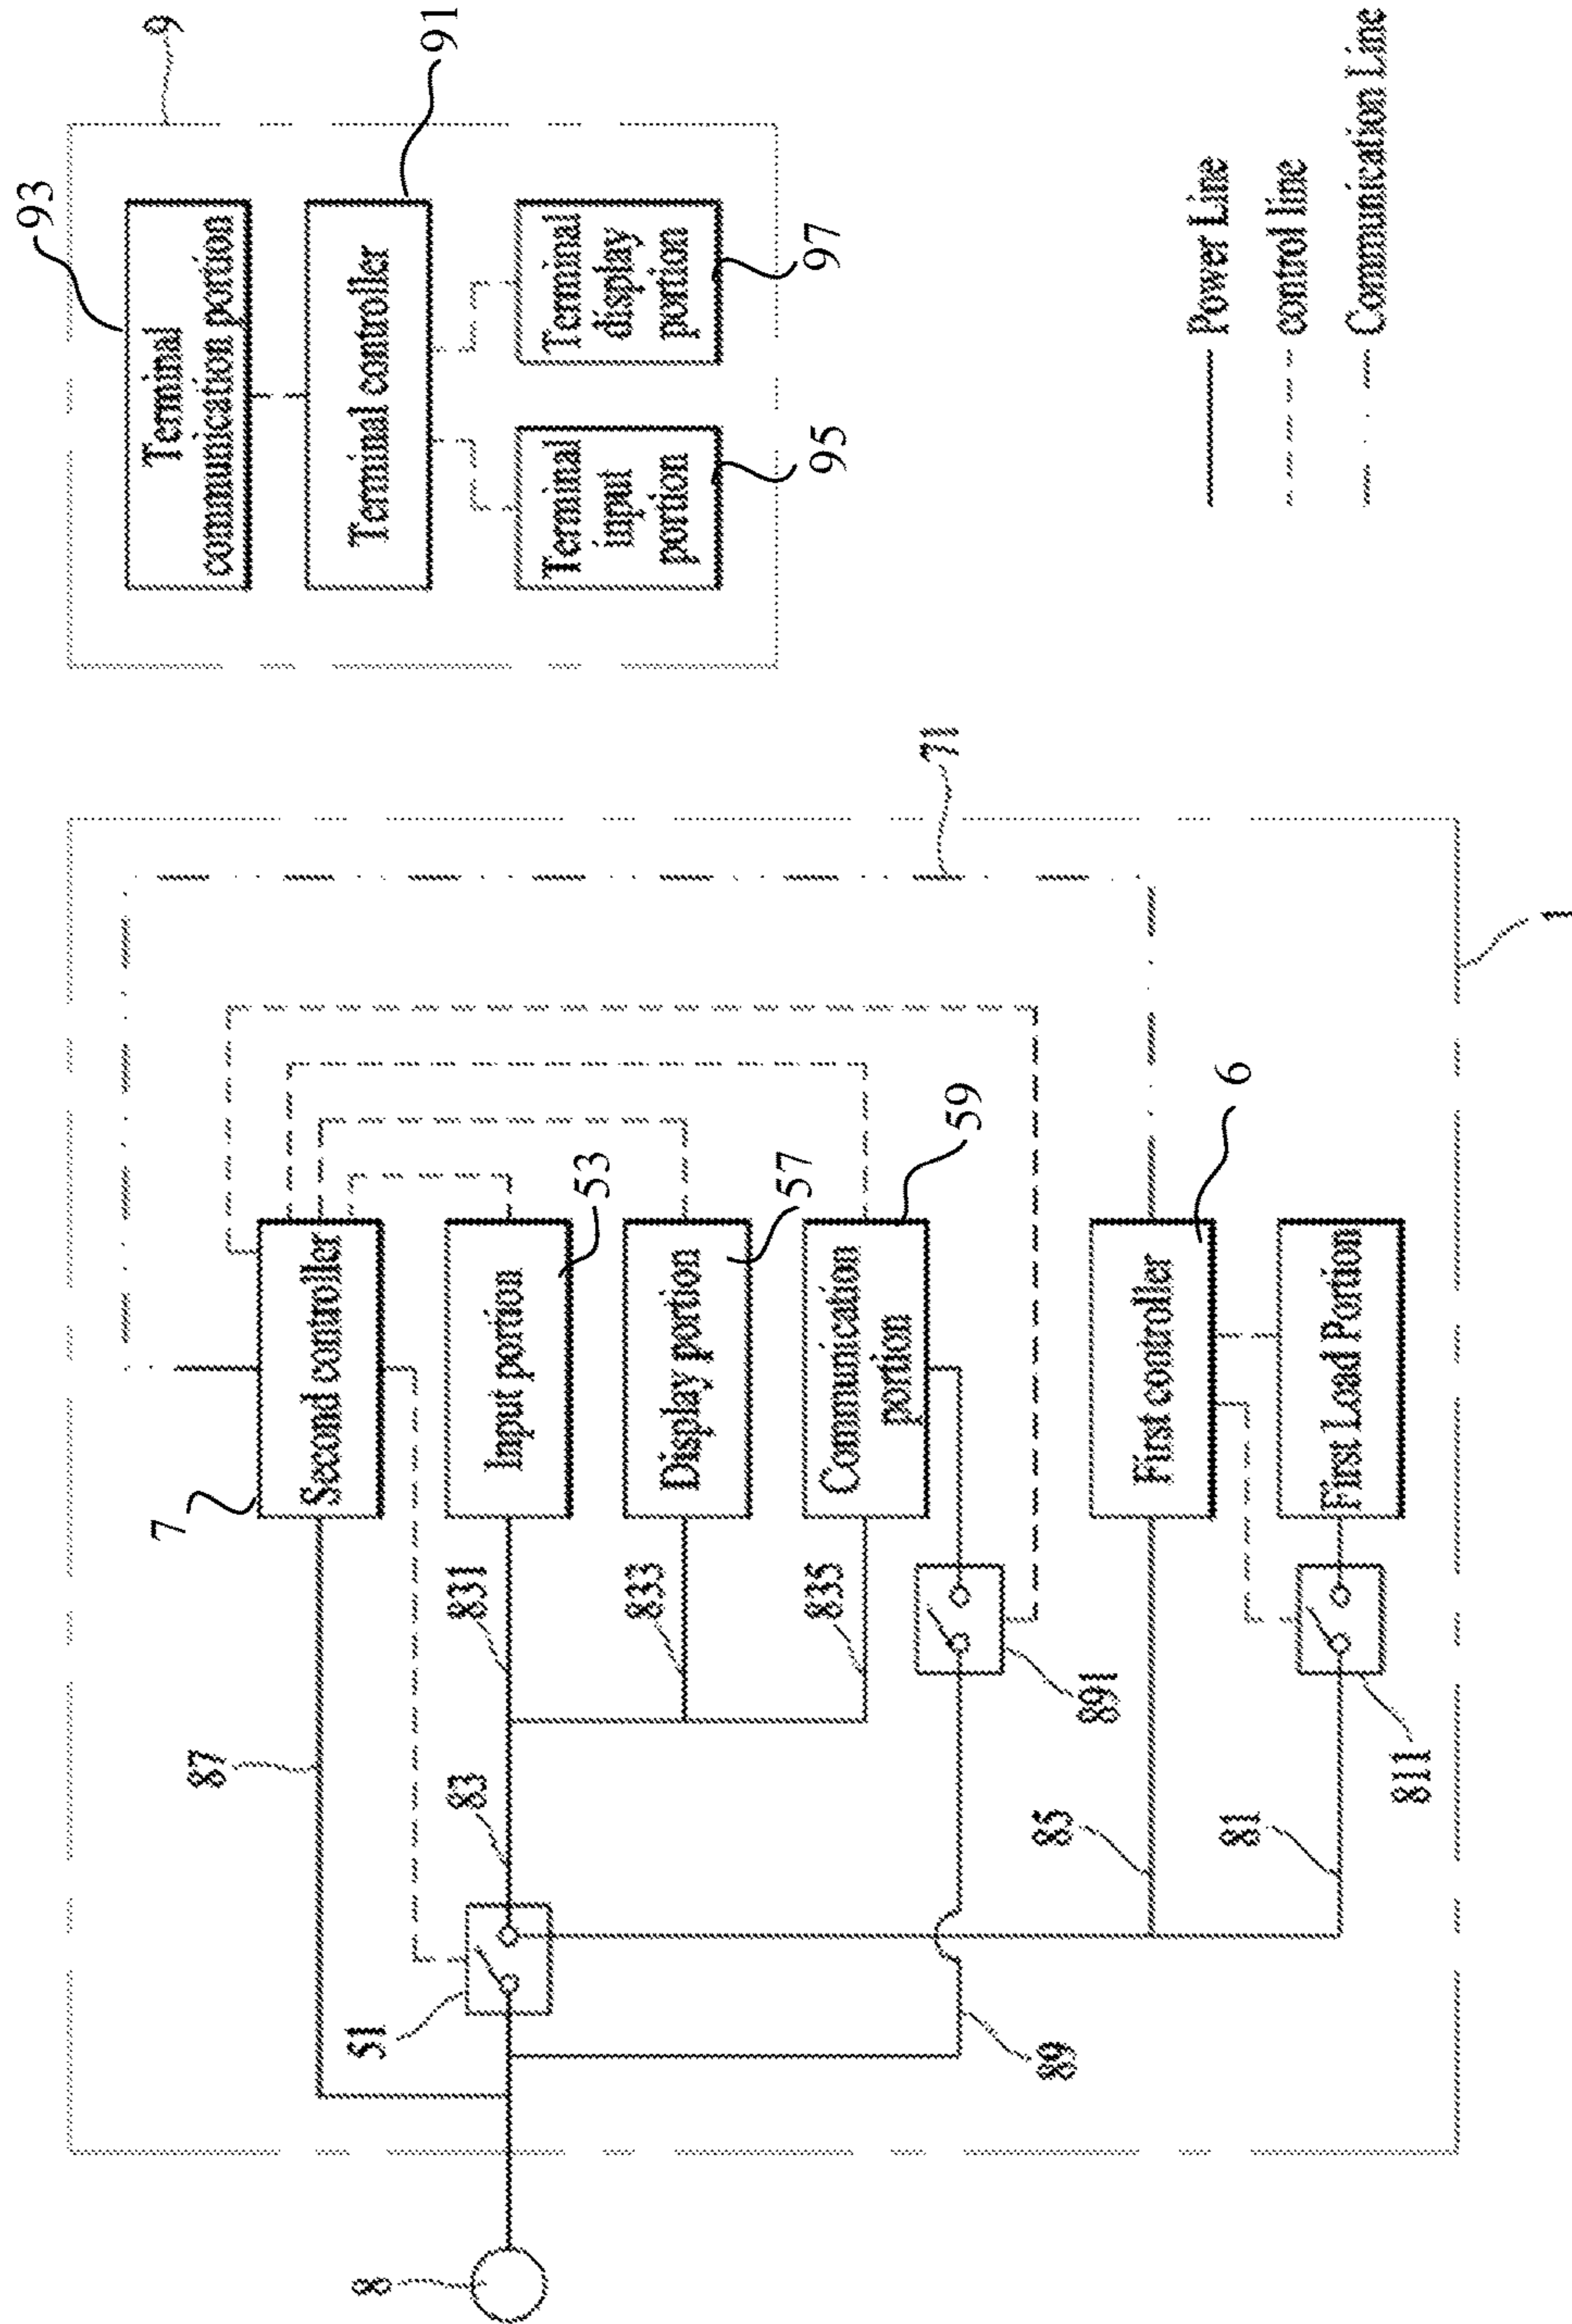 8
51
87
83
831
833
835
7
Second controller
Input portion
53
Display portion
57
Communication
portion
59
89
891
85
First controller
6
81
811
First Load Portion
71
1
9
93
Terminal
communication portion
91
Terminal controller
Terminal
input
portion
95
Terminal
display
portion
97
Power Line
control line
Communication Line